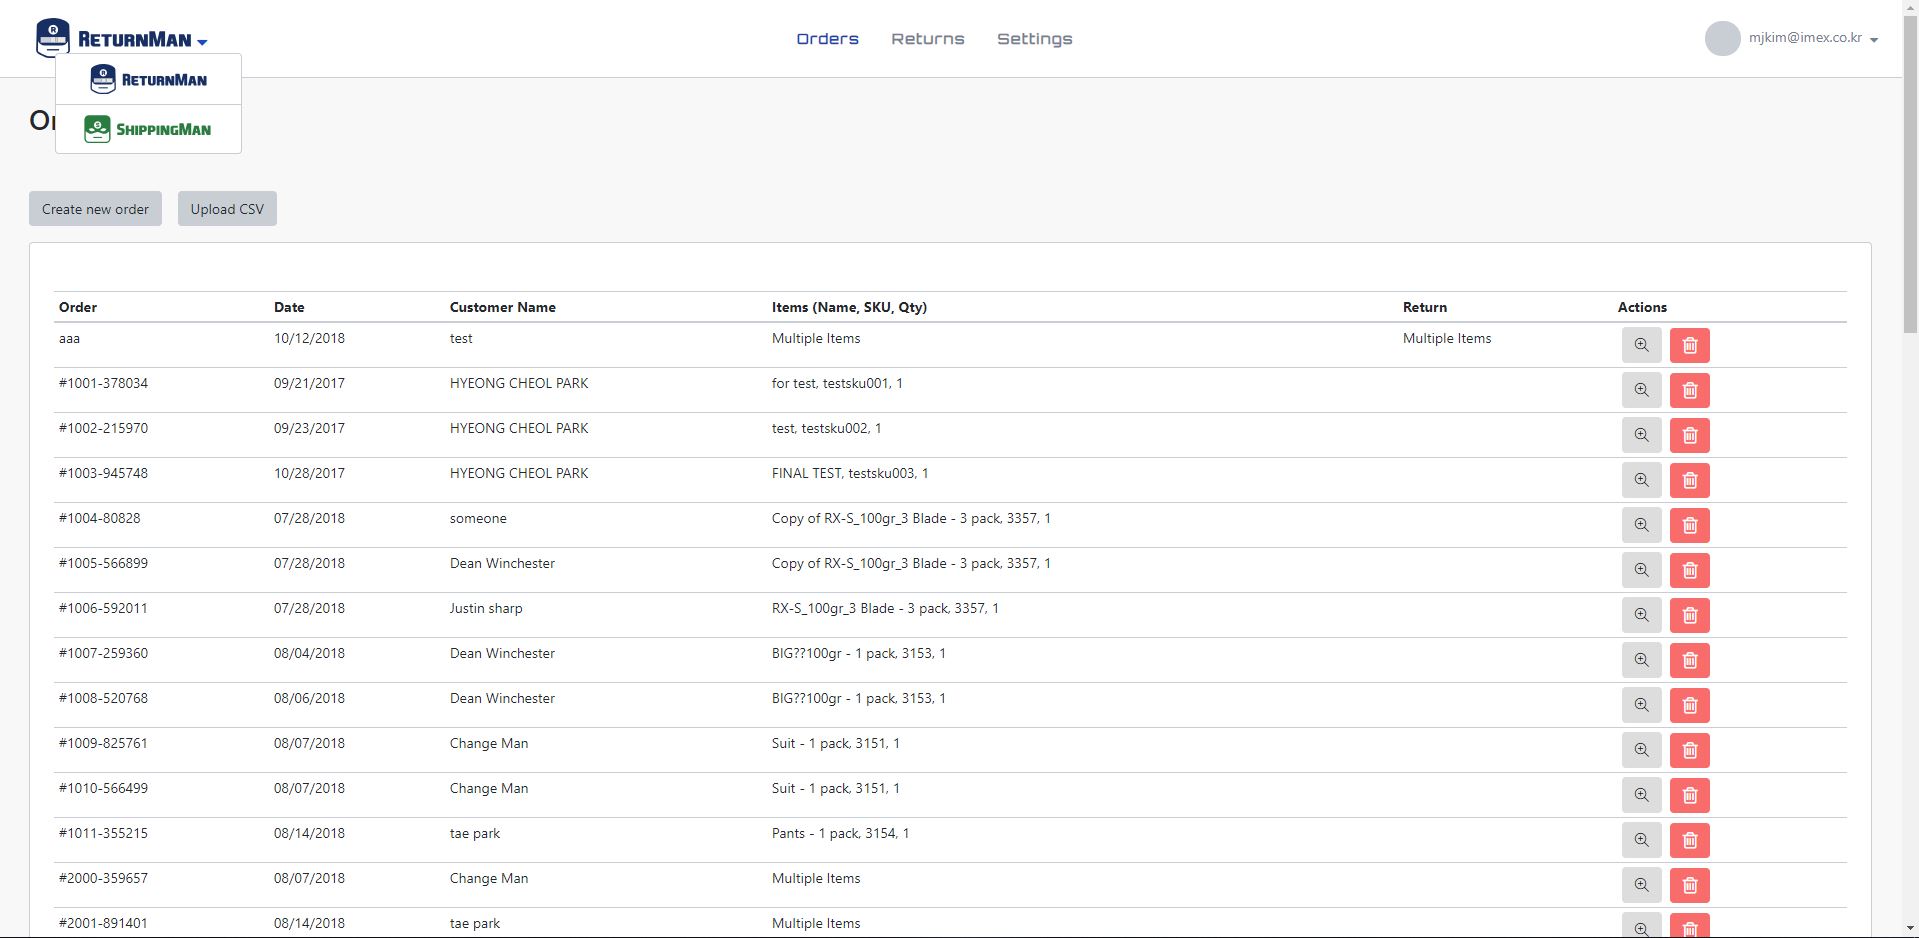 ReturnMan
Orders Returns Settings
mjkim@imex.co.kr
ReturnMan
ShippingMan
Or
Create new order Upload CSV
Order Date Customer Name Items (Name, SKU, Qty) Return Actions
aaa 10/12/2018 test Multiple Items Multiple Items
#1001-378034 09/21/2017 HYEONG CHEOL PARK for test, testsku001, 1
#1002-215970 09/23/2017 HYEONG CHEOL PARK test, testsku002, 1
#1003-945748 10/28/2017 HYEONG CHEOL PARK FINAL TEST, testsku003, 1
#1004-80828 07/28/2018 someone Copy of RX-S_100gr_3 Blade - 3 pack, 3357, 1
#1005-566899 07/28/2018 Dean Winchester Copy of RX-S_100gr_3 Blade - 3 pack, 3357, 1
#1006-592011 07/28/2018 Justin sharp RX-S_100gr_3 Blade - 3 pack, 3357, 1
#1007-259360 08/04/2018 Dean Winchester BIG??100gr - 1 pack, 3153, 1
#1008-520768 08/06/2018 Dean Winchester BIG??100gr - 1 pack, 3153, 1
#1009-825761 08/07/2018 Change Man Suit - 1 pack, 3151, 1
#1010-566499 08/07/2018 Change Man Suit - 1 pack, 3151, 1
#1011-355215 08/14/2018 tae park Pants - 1 pack, 3154, 1
#2000-359657 08/07/2018 Change Man Multiple Items
#2001-891401 08/14/2018 tae park Multiple Items